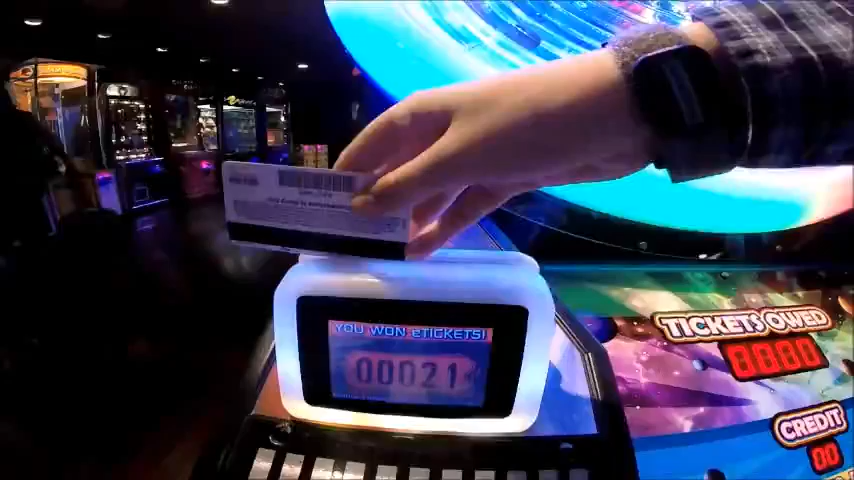 YOU WON eTICKETS!
00021
TICKETS OWED
0000
CREDIT
00